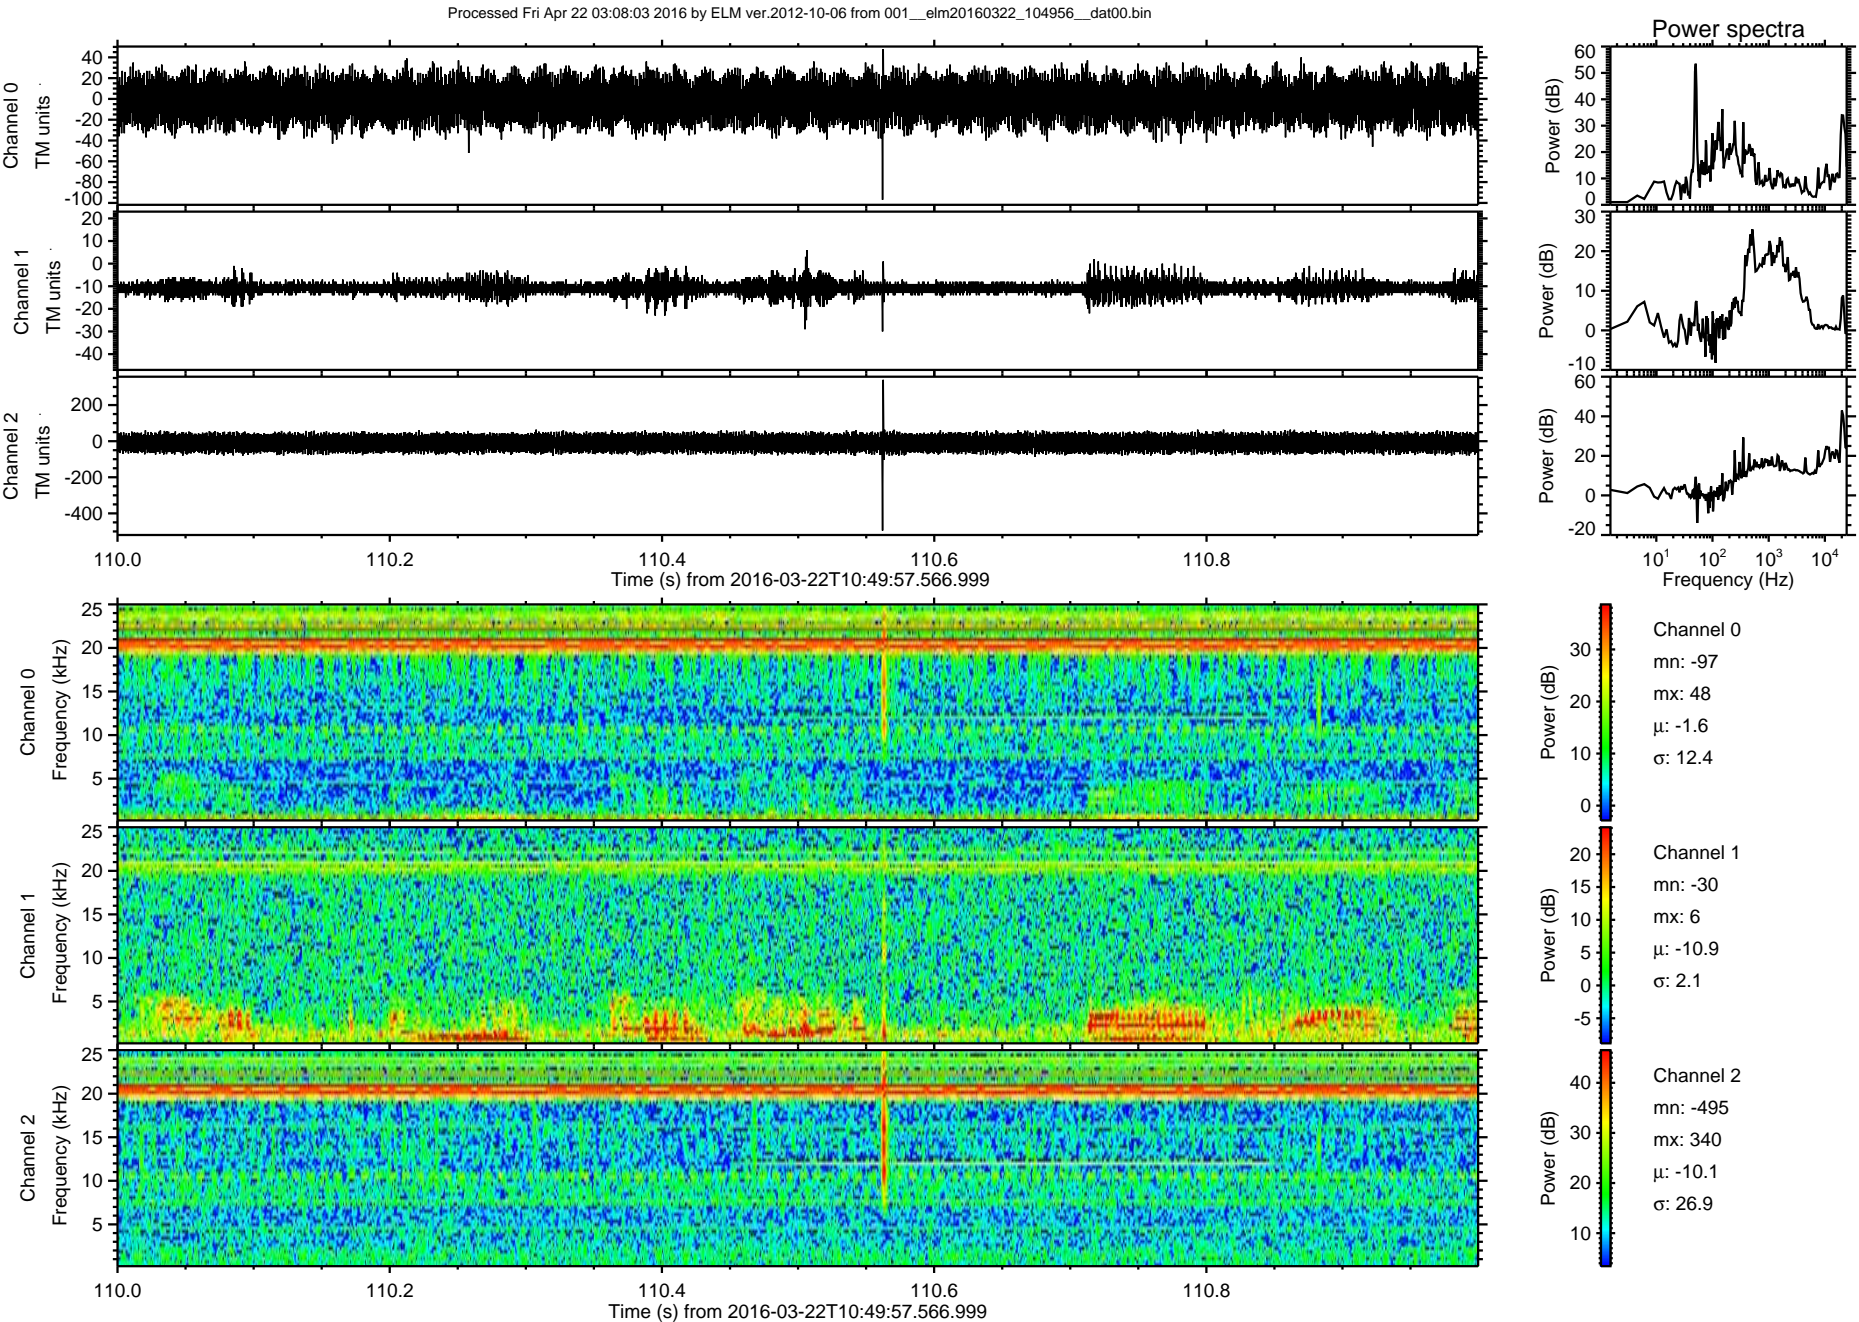 Processed Fri Apr 22 03:08:03 2016 by ELM ver.2012-10-06 from 001__elm20160322_104956__dat00.bin
Power spectra
Channel 0
TM units
40
20
0
-20
-40
-60
-80
-100
Power (dB)
60
50
40
30
20
10
0
Channel 1
TM units
20
10
0
-10
-20
-30
-40
Power (dB)
30
20
10
0
-10
Channel 2
TM units
200
0
-200
-400
Power (dB)
60
40
20
0
-20
110.0 110.2 110.4 110.6 110.8
Time (s) from 2016-03-22T10:49:57.566.999
10^1 10^2 10^3 10^4
Frequency (Hz)
Channel 0
Frequency (kHz)
25
20
15
10
5
Power (dB)
30
20
10
0
Channel 0
mn: -97
mx: 48
μ: -1.6
σ: 12.4
Channel 1
Frequency (kHz)
25
20
15
10
5
Power (dB)
20
15
10
5
0
-5
Channel 1
mn: -30
mx: 6
μ: -10.9
σ: 2.1
Channel 2
Frequency (kHz)
25
20
15
10
5
Power (dB)
40
30
20
10
Channel 2
mn: -495
mx: 340
μ: -10.1
σ: 26.9
110.0 110.2 110.4 110.6 110.8
Time (s) from 2016-03-22T10:49:57.566.999